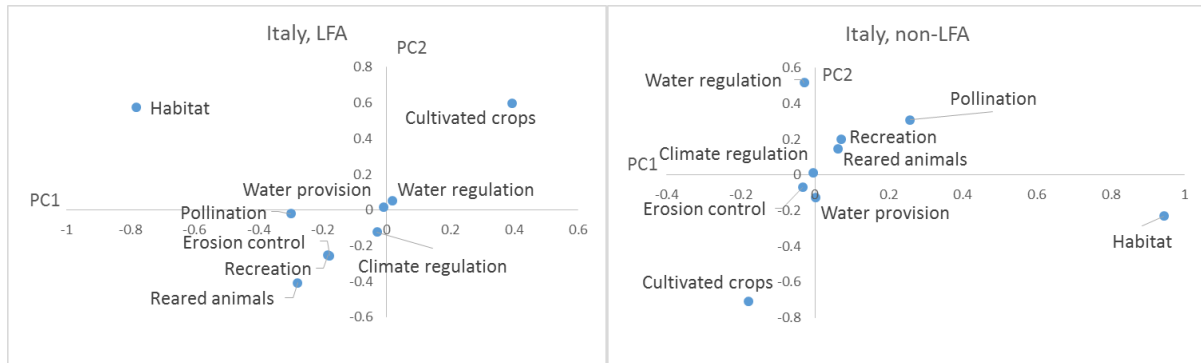 Italy, LFA
PC2
0.8
0.6
0.4
0.2
0
-0.2
-0.4
-0.6
Habitat
Cultivated crops
PC1
Water provision
Water regulation
Pollination
-1
-0.8
-0.6
-0.4
-0.2
0
0.2
0.4
0.6
Erosion control
Recreation
Climate regulation
Reared animals
Italy, non-LFA
0.6
PC2
Water regulation
0.4
Pollination
0.2
Recreation
Climate regulation
Reared animals
PC1
0
-0.4
-0.2
0
0.2
0.4
0.6
0.8
1
Erosion control
-0.2
Water provision
Habitat
-0.4
Cultivated crops
-0.6
-0.8